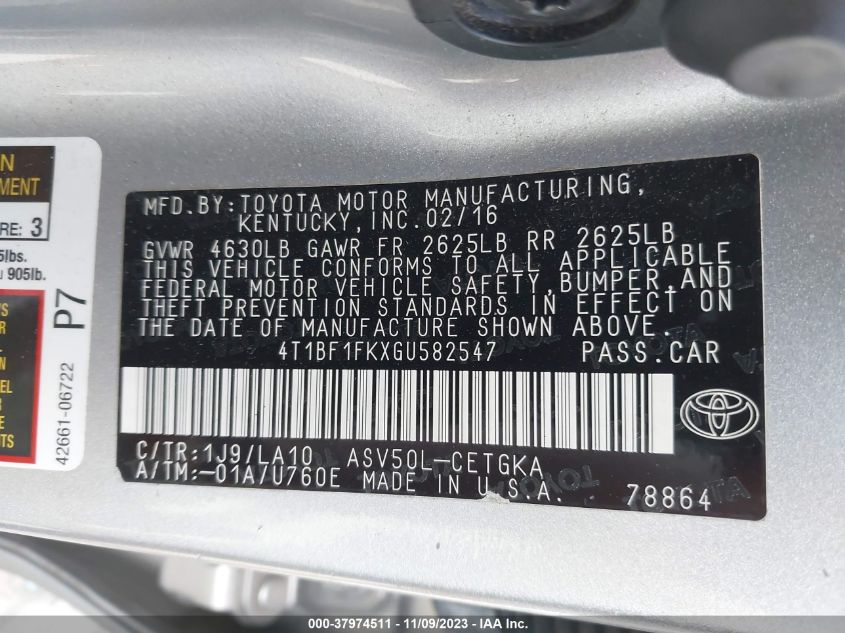 N
MENT
RE: 3
5lbs.
905lb.
P7
42661-06722
MFD.BY:TOYOTA MOTOR MANUFACTURING,
KENTUCKY,INC.02/16
GVWR 4630LB GAWR FR 2625LB RR 2625LB
THIS VEHICLE CONFORMS TO ALL APPLICABLE
FEDERAL MOTOR VEHICLE SAFETY,BUMPER,AND
THEFT PREVENTION STANDARDS IN EFFECT ON
THE DATE OF MANUFACTURE SHOWN ABOVE.
4T1BF1FKXGU582547 PASS.CAR
C/TR:1J9/LA10 ASV50L-CETGKA
A/TM:-01A/U760E MADE IN U.S.A. 78864
000-37974511 - 11/09/2023 - IAA Inc.